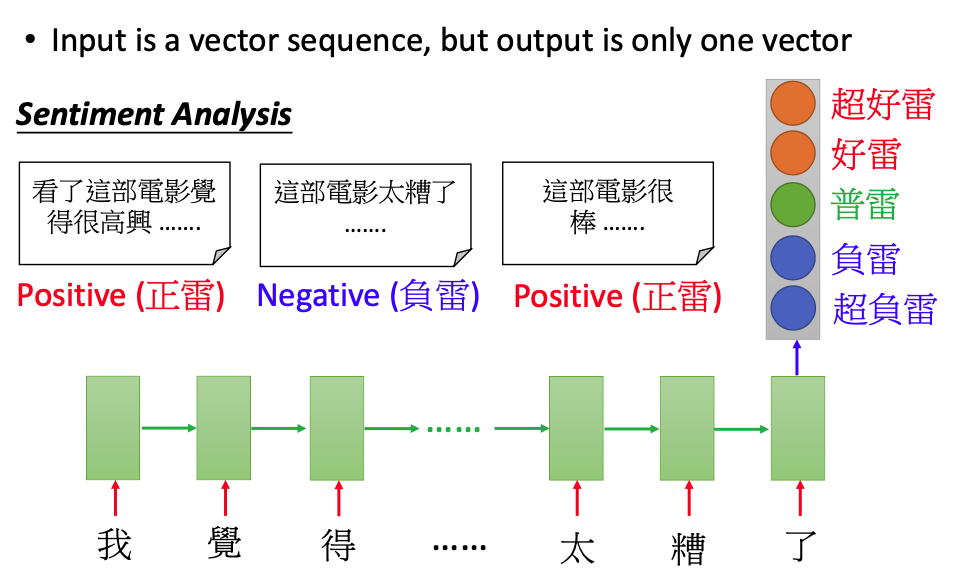 • Input is a vector sequence, but output is only one vector
Sentiment Analysis
看了這部電影覺
得很高興 …….
Positive (正雷)
這部電影太糟了
…….
Negative (負雷)
這部電影很
棒 …….
Positive (正雷)
超好雷
好雷
普雷
負雷
超負雷
……
我 覺 得 …… 太 糟 了